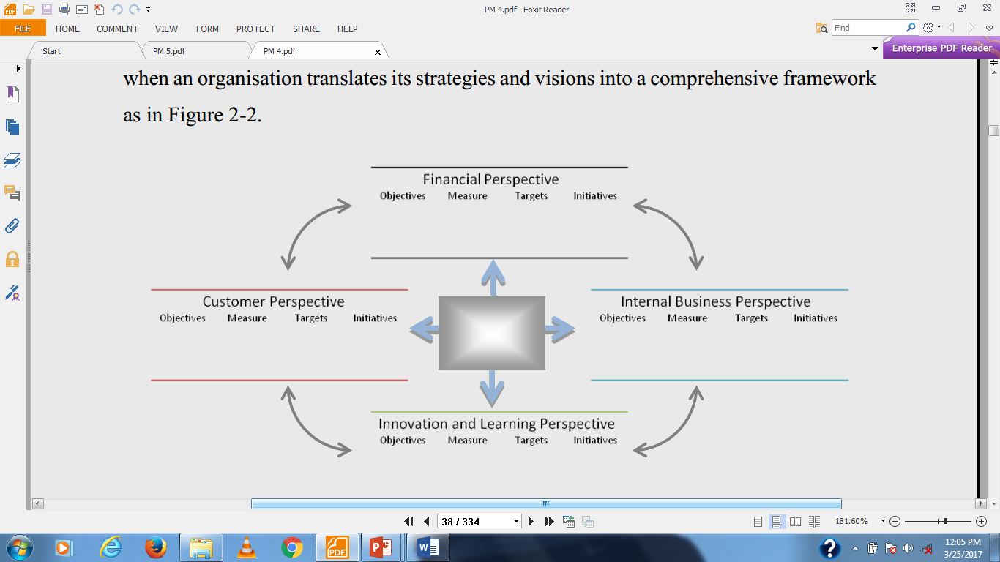 PM 4.pdf - Foxit Reader
FILE HOME COMMENT VIEW FORM PROTECT SHARE HELP
Find
Start PM 5.pdf PM 4.pdf
Enterprise PDF Reader
when an organisation translates its strategies and visions into a comprehensive framework
as in Figure 2-2.
Financial Perspective
Objectives Measure Targets Initiatives
Customer Perspective
Objectives Measure Targets Initiatives
Internal Business Perspective
Objectives Measure Targets Initiatives
Innovation and Learning Perspective
Objectives Measure Targets Initiatives
38 / 334
181.60%
PDF
12:05 PM
3/25/2017